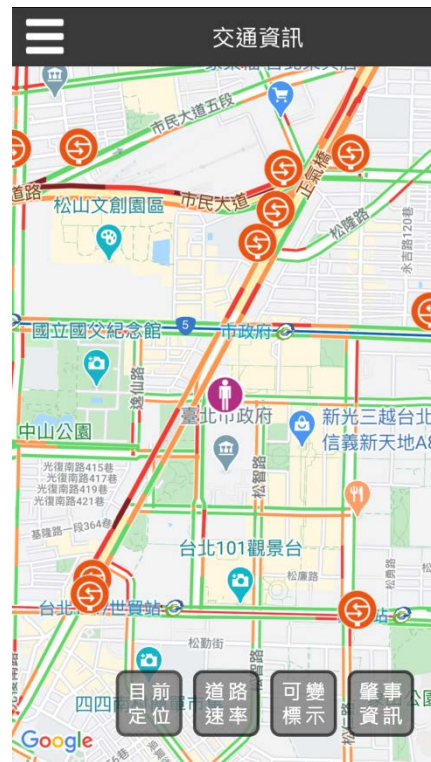 交通資訊
市民大道五段
正氣橋
道路
松山文創園區
市民大道
松隆路
永吉路120巷
國立國父紀念館
5
市政府
逸仙路
臺北市政府
新光三越台北
信義新天地A8
中山公園
光復南路415巷
光復南路417巷
光復南路419巷
光復南路421巷
松智路
基隆路一段364巷
台北101觀景台
松廉路
松勇路
台北
世貿站
站
松勤街
松仁路
四四南
目前
定位
道路
速率
可變
標示
肇事
資訊
Google